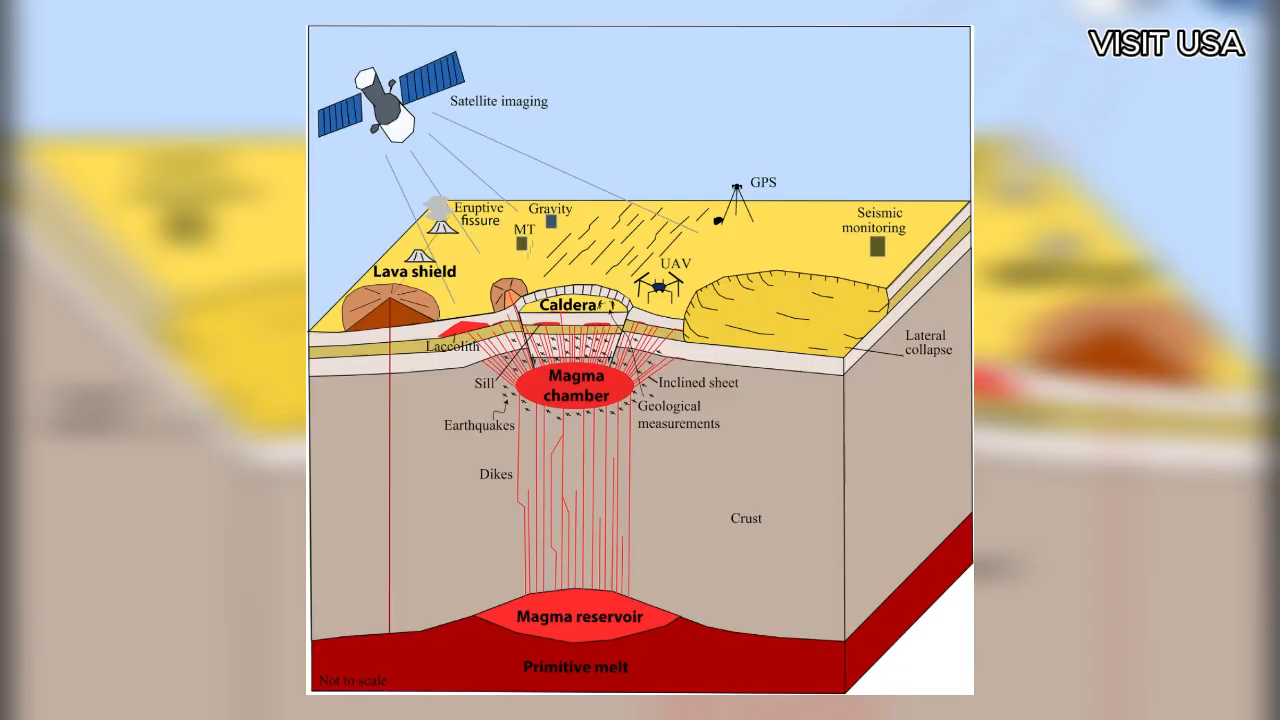 VISIT USA
Satellite imaging
GPS
Eruptive
fissure
Gravity
Seismic
monitoring
MT
UAV
Lava shield
Caldera
Lateral
collapse
Laccolith
Magma
chamber
Sill
Inclined sheet
Geological
measurements
Earthquakes
Dikes
Crust
Magma reservoir
Primitive melt
Not to scale